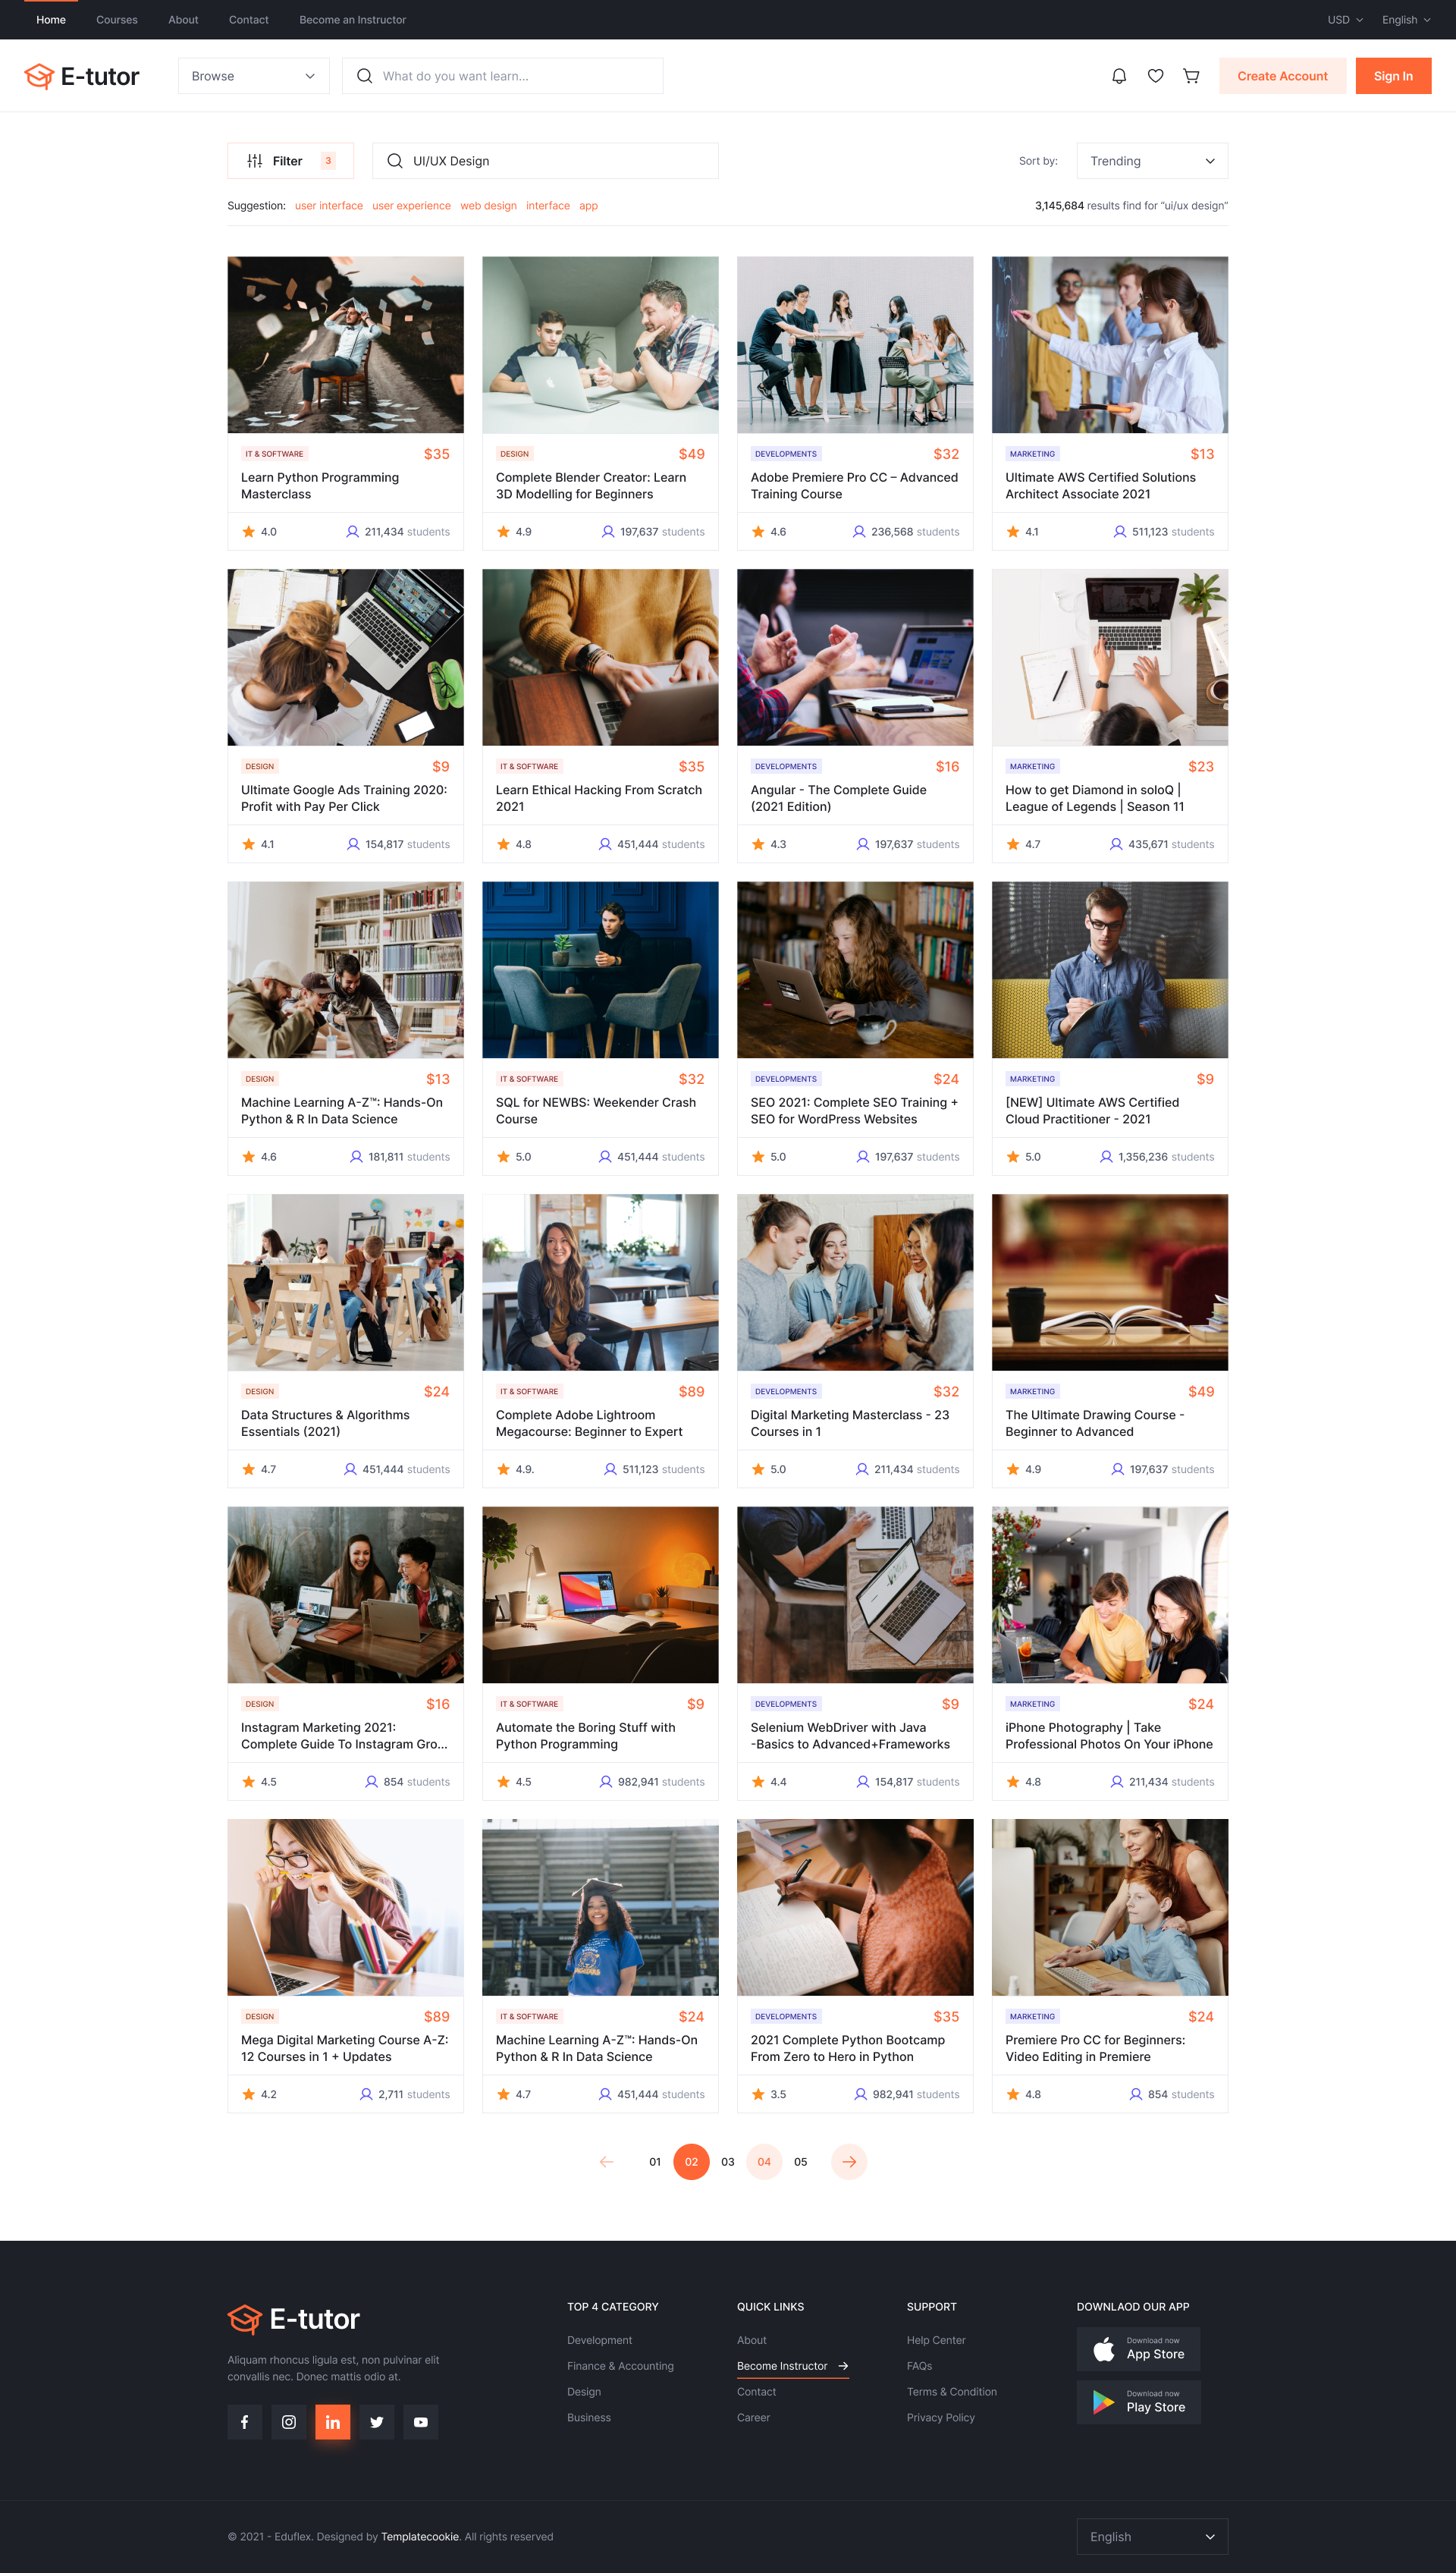 Home Courses About Contact Become an Instructor USD English
E-tutor Browse What do you want learn... Create Account Sign In
Filter 3 UI/UX Design Sort by: Trending
Suggestion: user interface user experience web design interface app 3,145,684 results find for “ui/ux design”
IT & SOFTWARE $35
Learn Python Programming
Masterclass
4.0 211,434 students
DESIGN $49
Complete Blender Creator: Learn
3D Modelling for Beginners
4.9 197,637 students
DEVELOPMENTS $32
Adobe Premiere Pro CC – Advanced
Training Course
4.6 236,568 students
MARKETING $13
Ultimate AWS Certified Solutions
Architect Associate 2021
4.1 511,123 students
DESIGN $9
Ultimate Google Ads Training 2020:
Profit with Pay Per Click
4.1 154,817 students
IT & SOFTWARE $35
Learn Ethical Hacking From Scratch
2021
4.8 451,444 students
DEVELOPMENTS $16
Angular - The Complete Guide
(2021 Edition)
4.3 197,637 students
MARKETING $23
How to get Diamond in soloQ |
League of Legends | Season 11
4.7 435,671 students
DESIGN $13
Machine Learning A-Z™: Hands-On
Python & R In Data Science
4.6 181,811 students
IT & SOFTWARE $32
SQL for NEWBS: Weekender Crash
Course
5.0 451,444 students
DEVELOPMENTS $24
SEO 2021: Complete SEO Training +
SEO for WordPress Websites
5.0 197,637 students
MARKETING $9
[NEW] Ultimate AWS Certified
Cloud Practitioner - 2021
5.0 1,356,236 students
DESIGN $24
Data Structures & Algorithms
Essentials (2021)
4.7 451,444 students
IT & SOFTWARE $89
Complete Adobe Lightroom
Megacourse: Beginner to Expert
4.9. 511,123 students
DEVELOPMENTS $32
Digital Marketing Masterclass - 23
Courses in 1
5.0 211,434 students
MARKETING $49
The Ultimate Drawing Course -
Beginner to Advanced
4.9 197,637 students
DESIGN $16
Instagram Marketing 2021:
Complete Guide To Instagram Gro...
4.5 854 students
IT & SOFTWARE $9
Automate the Boring Stuff with
Python Programming
4.5 982,941 students
DEVELOPMENTS $9
Selenium WebDriver with Java
-Basics to Advanced+Frameworks
4.4 154,817 students
MARKETING $24
iPhone Photography | Take
Professional Photos On Your iPhone
4.8 211,434 students
DESIGN $89
Mega Digital Marketing Course A-Z:
12 Courses in 1 + Updates
4.2 2,711 students
IT & SOFTWARE $24
Machine Learning A-Z™: Hands-On
Python & R In Data Science
4.7 451,444 students
DEVELOPMENTS $35
2021 Complete Python Bootcamp
From Zero to Hero in Python
3.5 982,941 students
MARKETING $24
Premiere Pro CC for Beginners:
Video Editing in Premiere
4.8 854 students
01 02 03 04 05
E-tutor
Aliquam rhoncus ligula est, non pulvinar elit
convallis nec. Donec mattis odio at.
TOP 4 CATEGORY
Development
Finance & Accounting
Design
Business
QUICK LINKS
About
Become Instructor
Contact
Career
SUPPORT
Help Center
FAQs
Terms & Condition
Privacy Policy
DOWNLAOD OUR APP
Download now
App Store
Download now
Play Store
© 2021 - Eduflex. Designed by Templatecookie. All rights reserved
English